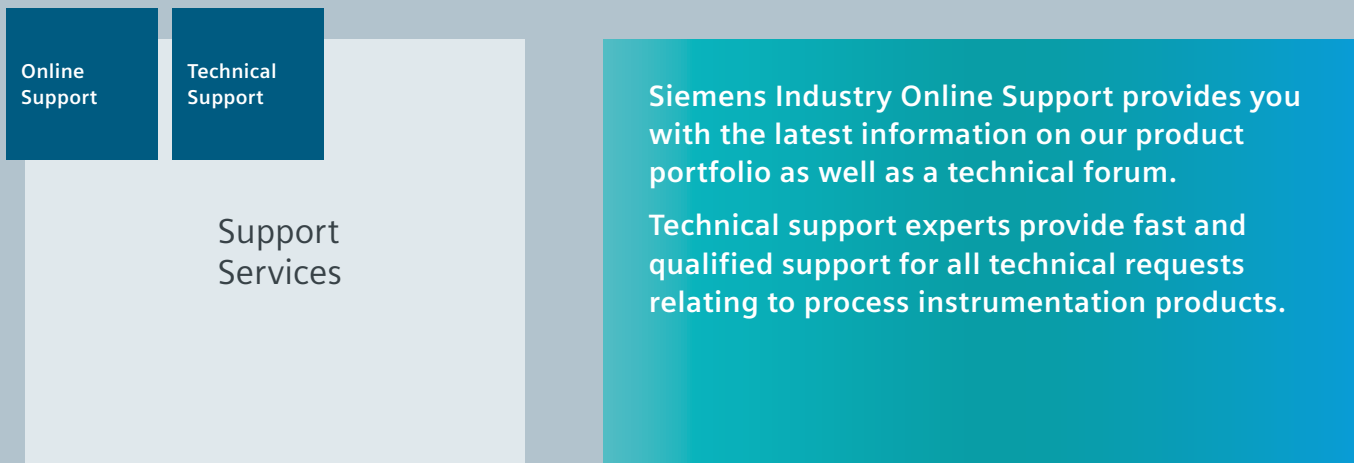 Online
Support
Technical
Support
Support
Services
Siemens Industry Online Support provides you
with the latest information on our product
portfolio as well as a technical forum.
Technical support experts provide fast and
qualified support for all technical requests
relating to process instrumentation products.